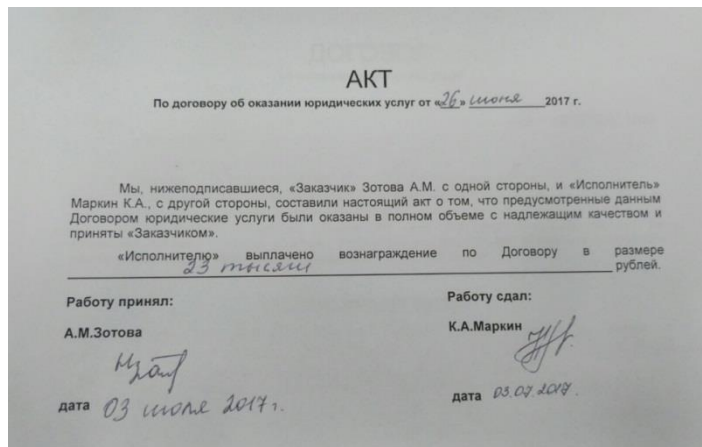 АКТ
По договору об оказании юридических услуг от «26» июня 2017 г.
Мы, нижеподписавшиеся, «Заказчик» Зотова А.М. с одной стороны, и «Исполнитель»
Маркин К.А., с другой стороны, составили настоящий акт о том, что предусмотренные данным
Договором юридические услуги были оказаны в полном объеме с надлежащим качеством и
приняты «Заказчиком».
«Исполнителю» выплачено вознаграждение по Договору в размере
23 тысячи рублей.
Работу принял: Работу сдал:
А.М.Зотова К.А.Маркин
дата 03 июля 2017г. дата 03.07.2017.